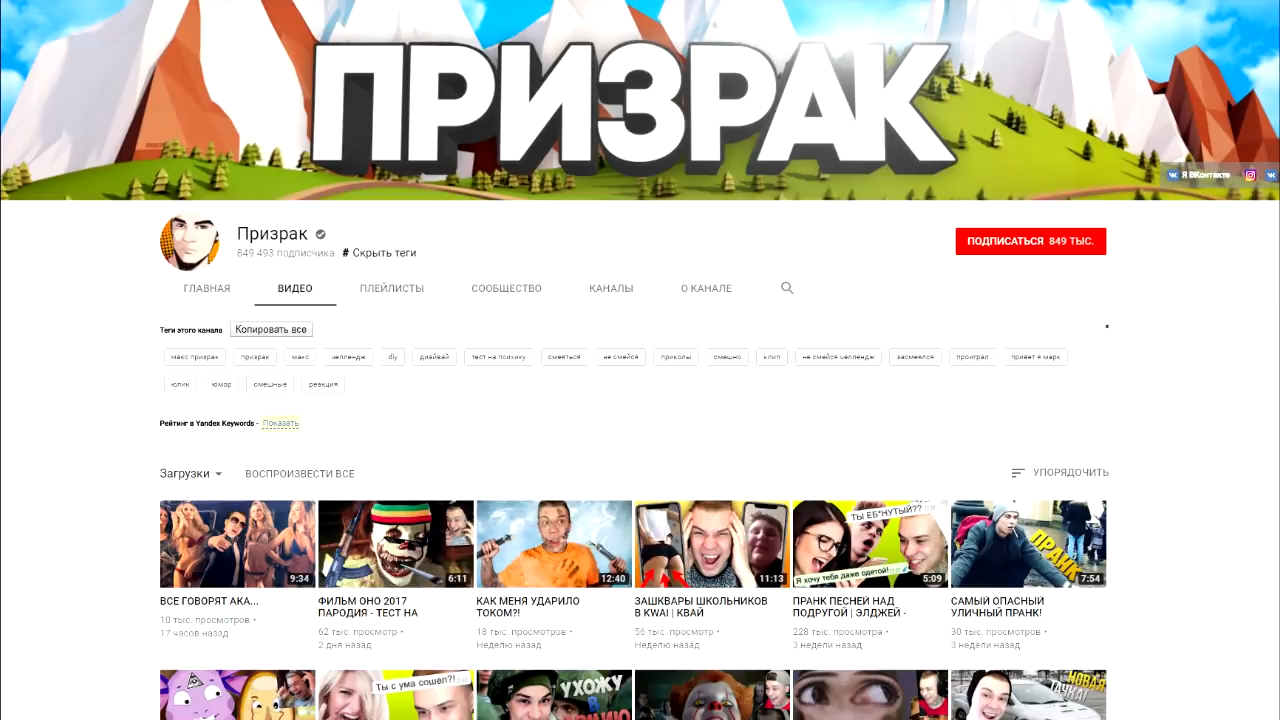 ПРИЗРАК
Я ВКонтакте
Призрак
849 493 подписчика # Скрыть теги
ПОДПИСАТЬСЯ 849 ТЫС.
ГЛАВНАЯ ВИДЕО ПЛЕЙЛИСТЫ СООБЩЕСТВО КАНАЛЫ О КАНАЛЕ
Теги этого канала Копировать все x
макс призрак призрак макс челлендж diy диайвай тест на психику смеяться не смейся приколы смешно клип не смейся челлендж засмеялся проиграл привет я марк
юлик юмор смешные реакция
Рейтинг в Yandex Keywords - Показать
Загрузки ВОСПРОИЗВЕСТИ ВСЕ УПОРЯДОЧИТЬ
9:34
6:11
12:40
11:13
ТЫ ЕБ*НУТЫЙ??
Я хочу тебя даже одетой!
5:09
ПРАНК
7:54
ВСЕ ГОВОРЯТ АКА...
10 тыс. просмотров •
17 часов назад
ФИЛЬМ ОНО 2017
ПАРОДИЯ - ТЕСТ НА
62 тыс. просмотр •
2 дня назад
КАК МЕНЯ УДАРИЛО
ТОКОМ?!
18 тыс. просмотров •
Неделю назад
ЗАШКВАРЫ ШКОЛЬНИКОВ
В KWAI | КВАЙ
56 тыс. просмотр •
Неделю назад
ПРАНК ПЕСНЕЙ НАД
ПОДРУГОЙ | ЭЛДЖЕЙ -
228 тыс. просмотра •
3 недели назад
САМЫЙ ОПАСНЫЙ
УЛИЧНЫЙ ПРАНК!
30 тыс. просмотров •
3 недели назад
Ты с ума сошел?!
УХОЖУ
В
АРМИЮ
НОВАЯ
ТАЧКА!